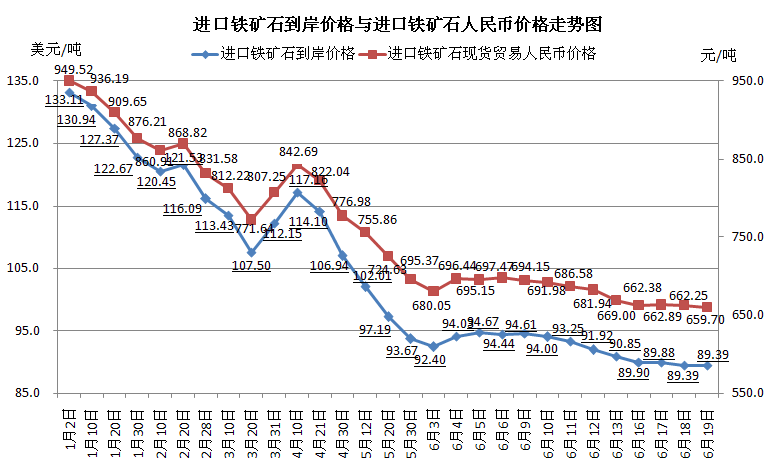 进口铁矿石到岸价格与进口铁矿石人民币价格走势图
美元/吨
进口铁矿石到岸价格 进口铁矿石现货贸易人民币价格
元/吨
135.0
125.0
115.0
105.0
95.0
85.0
950.0
850.0
750.0
650.0
550.0
949.52 936.19 909.65 876.21 860.91 868.82 831.58 812.22 771.64 807.25 842.69 822.04 776.98 755.86 724.63 695.37 680.05 696.44 695.15 697.47 694.15 691.98 686.58 681.94 669.00 662.38 662.89 662.25 659.70
133.11 130.94 127.37 122.67 120.45 121.53 116.09 113.43 107.50 112.15 117.16 114.10 106.94 102.01 97.19 93.67 92.40 94.03 94.67 94.44 94.61 94.00 93.25 91.92 90.85 89.90 89.88 89.39 89.39
1月2日 1月10日 1月20日 1月30日 2月10日 2月20日 2月28日 3月10日 3月20日 3月31日 4月10日 4月21日 4月30日 5月12日 5月20日 5月30日 6月3日 6月4日 6月5日 6月6日 6月9日 6月10日 6月11日 6月12日 6月13日 6月16日 6月17日 6月18日 6月19日